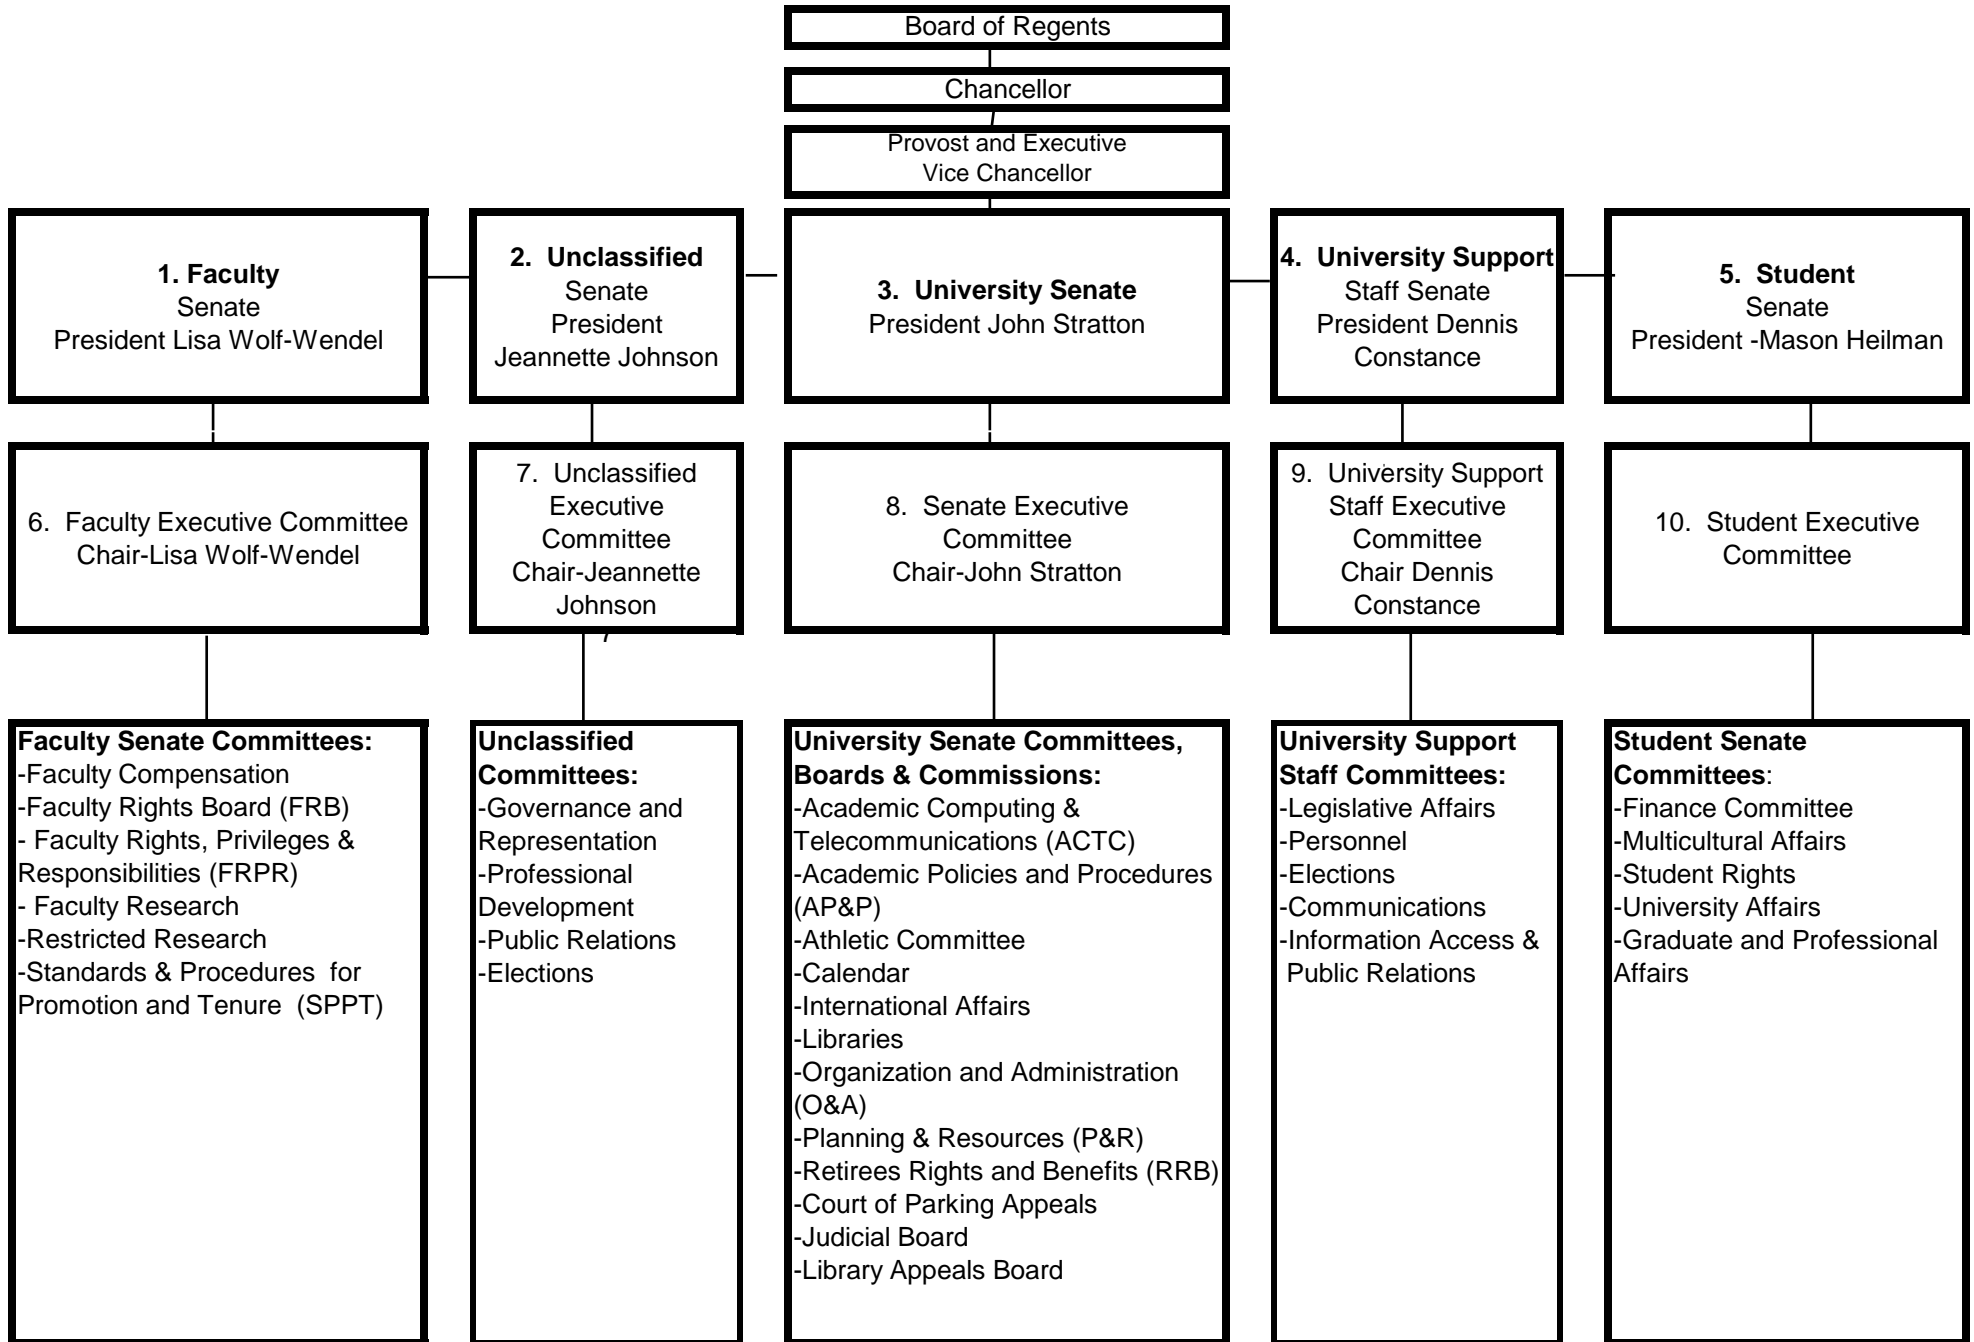 Board of Regents
Chancellor
Provost and Executive
Vice Chancellor
1. Faculty
Senate
President Lisa Wolf-Wendel
2. Unclassified
Senate
President
Jeannette Johnson
3. University Senate
President John Stratton
4. University Support
Staff Senate
President Dennis
Constance
5. Student
Senate
President -Mason Heilman
6. Faculty Executive Committee
Chair-Lisa Wolf-Wendel
7. Unclassified
Executive
Committee
Chair-Jeannette
Johnson
8. Senate Executive
Committee
Chair-John Stratton
9. University Support
Staff Executive
Committee
Chair Dennis
Constance
10. Student Executive
Committee
Faculty Senate Committees:
-Faculty Compensation
-Faculty Rights Board (FRB)
- Faculty Rights, Privileges &
Responsibilities (FRPR)
- Faculty Research
-Restricted Research
-Standards & Procedures for
Promotion and Tenure (SPPT)
Unclassified
Committees:
-Governance and
Representation
-Professional
Development
-Public Relations
-Elections
University Senate Committees,
Boards & Commissions:
-Academic Computing &
Telecommunications (ACTC)
-Academic Policies and Procedures
(AP&P)
-Athletic Committee
-Calendar
-International Affairs
-Libraries
-Organization and Administration
(O&A)
-Planning & Resources (P&R)
-Retirees Rights and Benefits (RRB)
-Court of Parking Appeals
-Judicial Board
-Library Appeals Board
University Support
Staff Committees:
-Legislative Affairs
-Personnel
-Elections
-Communications
-Information Access &
Public Relations
Student Senate
Committees:
-Finance Committee
-Multicultural Affairs
-Student Rights
-University Affairs
-Graduate and Professional
Affairs